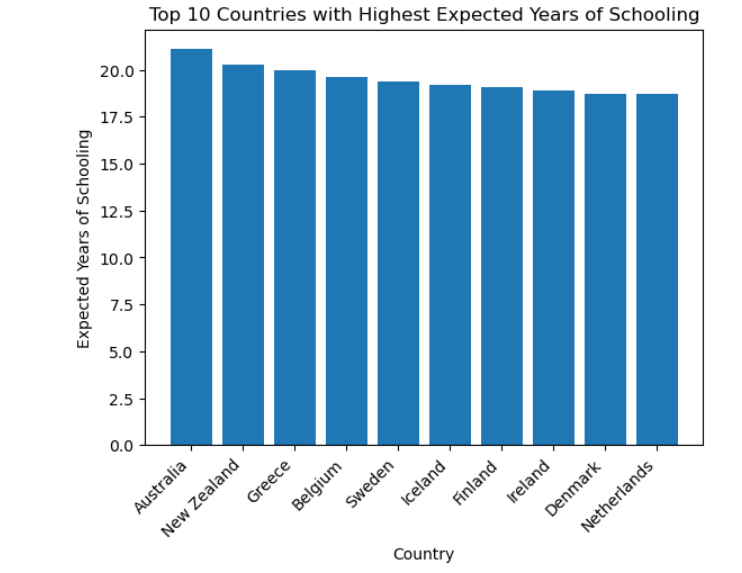 Top 10 Countries with Highest Expected Years of Schooling
Expected Years of Schooling
20.0
17.5
15.0
12.5
10.0
7.5
5.0
2.5
0.0
Australia
New Zealand
Greece
Belgium
Sweden
Iceland
Finland
Ireland
Denmark
Netherlands
Country